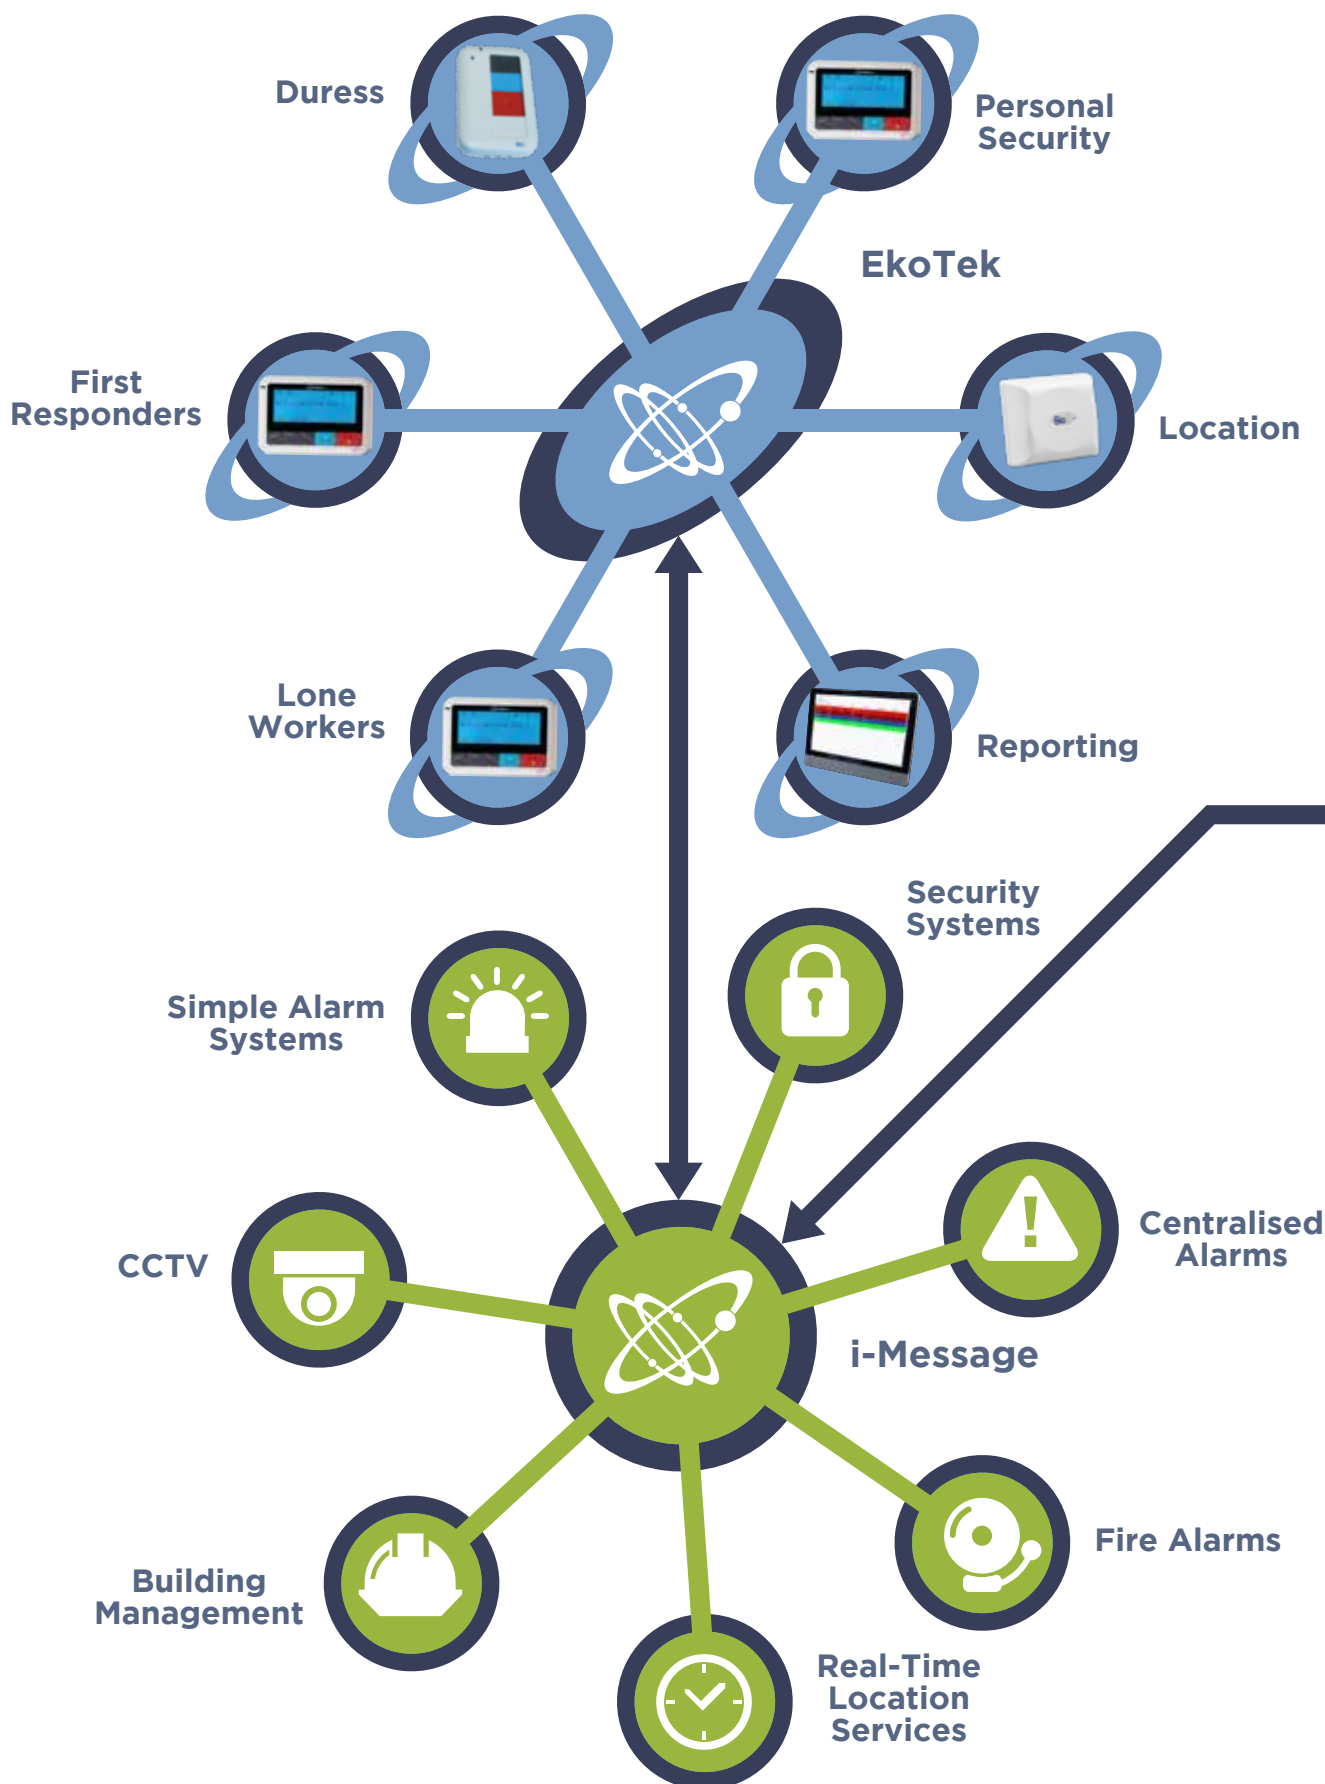 Duress
Personal
Security
EkoTek
First
Responders
Location
Lone
Workers
Reporting
Security
Systems
Simple Alarm
Systems
CCTV
Centralised
Alarms
i-Message
Fire Alarms
Building
Management
Real-Time
Location
Services